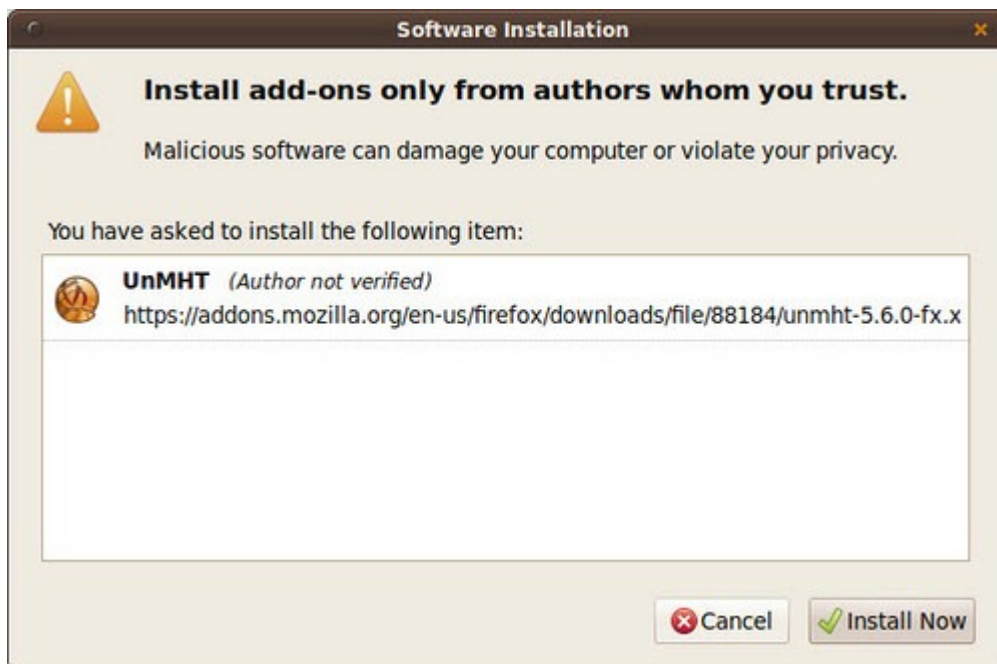 Software Installation
Install add-ons only from authors whom you trust.
Malicious software can damage your computer or violate your privacy.
You have asked to install the following item:
UnMHT (Author not verified)
https://addons.mozilla.org/en-us/firefox/downloads/file/88184/unmht-5.6.0-fx.x
Cancel
Install Now